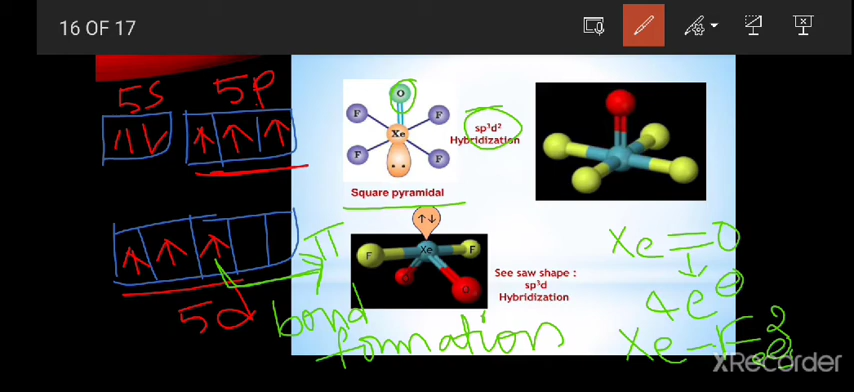 16 OF 17
5S 5P
O
F F
Xe
F F
sp³d²
Hybridization
Square pyramidal
↑↓
Xe
F F
O O
See saw shape :
sp³d
Hybridization
5d
π
bond
formation
Xe=O
4e⊖
Xe-F
XRecorder